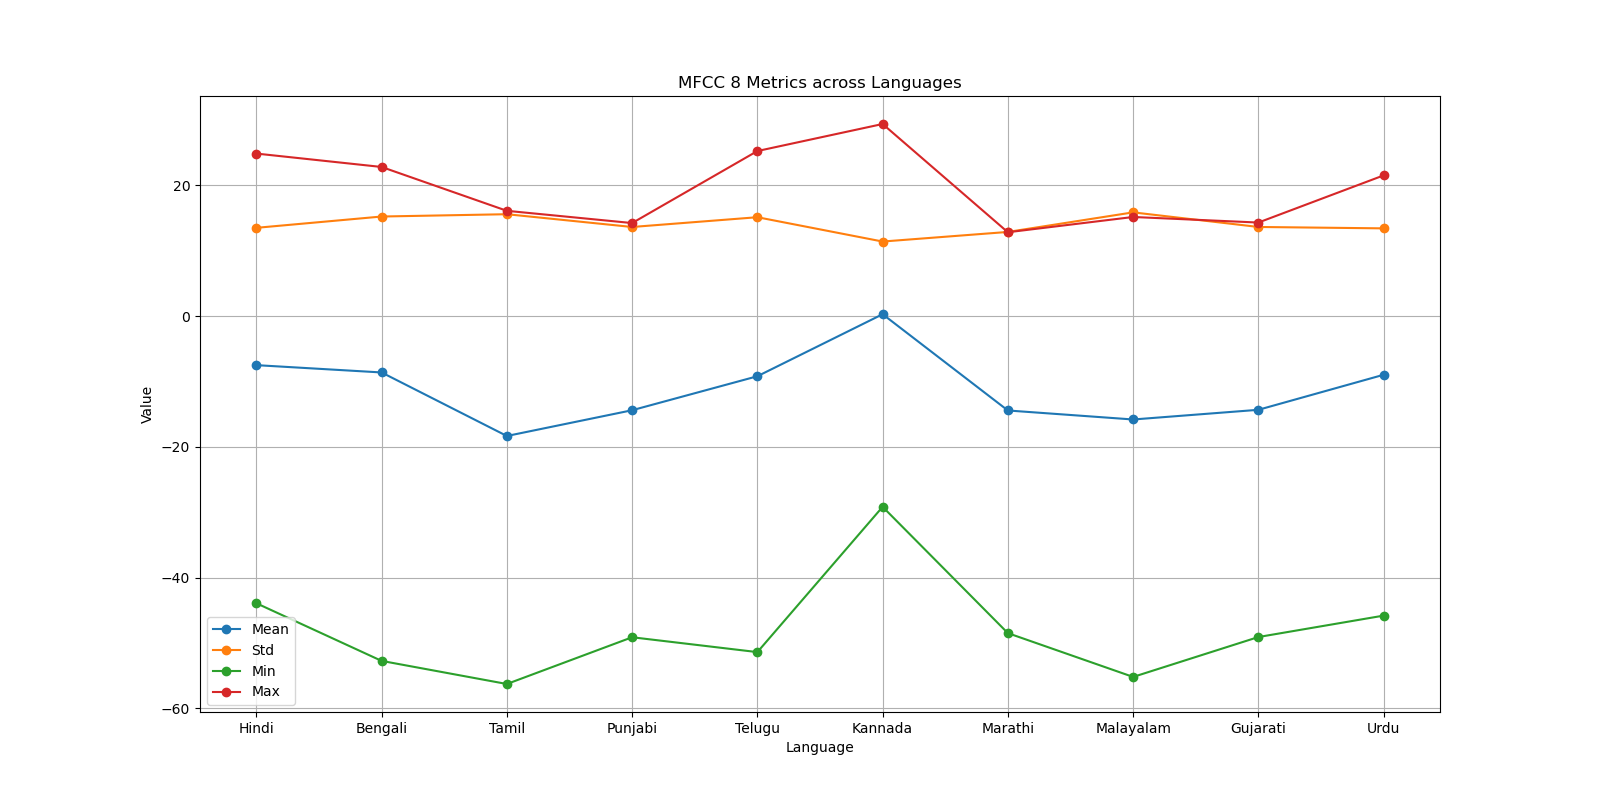 MFCC 8 Metrics across Languages
Value
20
0
−20
−40
−60
Mean
Std
Min
Max
Hindi Bengali Tamil Punjabi Telugu Kannada Marathi Malayalam Gujarati Urdu
Language